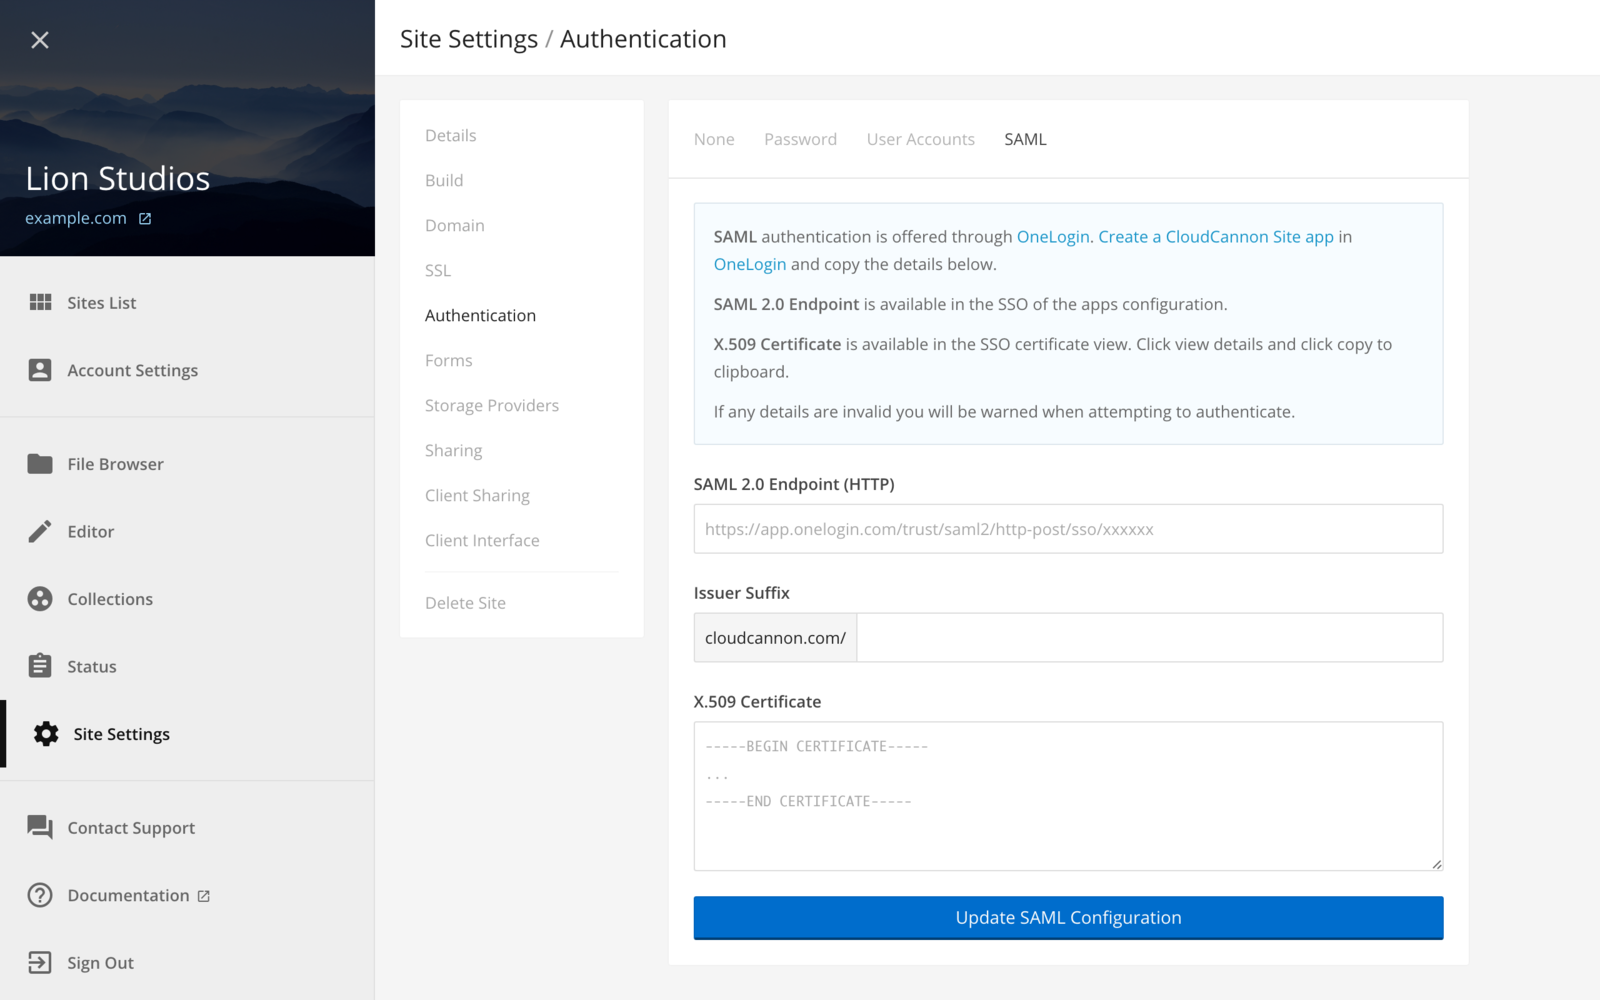 Lion Studios
example.com
Sites List
Account Settings
File Browser
Editor
Collections
Status
Site Settings
Contact Support
Documentation
Sign Out
Site Settings / Authentication
Details
Build
Domain
SSL
Authentication
Forms
Storage Providers
Sharing
Client Sharing
Client Interface
Delete Site
None Password User Accounts SAML
SAML authentication is offered through OneLogin. Create a CloudCannon Site app in
OneLogin and copy the details below.
SAML 2.0 Endpoint is available in the SSO of the apps configuration.
X.509 Certificate is available in the SSO certificate view. Click view details and click copy to
clipboard.
If any details are invalid you will be warned when attempting to authenticate.
SAML 2.0 Endpoint (HTTP)
https://app.onelogin.com/trust/saml2/http-post/sso/xxxxxx
Issuer Suffix
cloudcannon.com/
X.509 Certificate
-----BEGIN CERTIFICATE-----
...
-----END CERTIFICATE-----
Update SAML Configuration